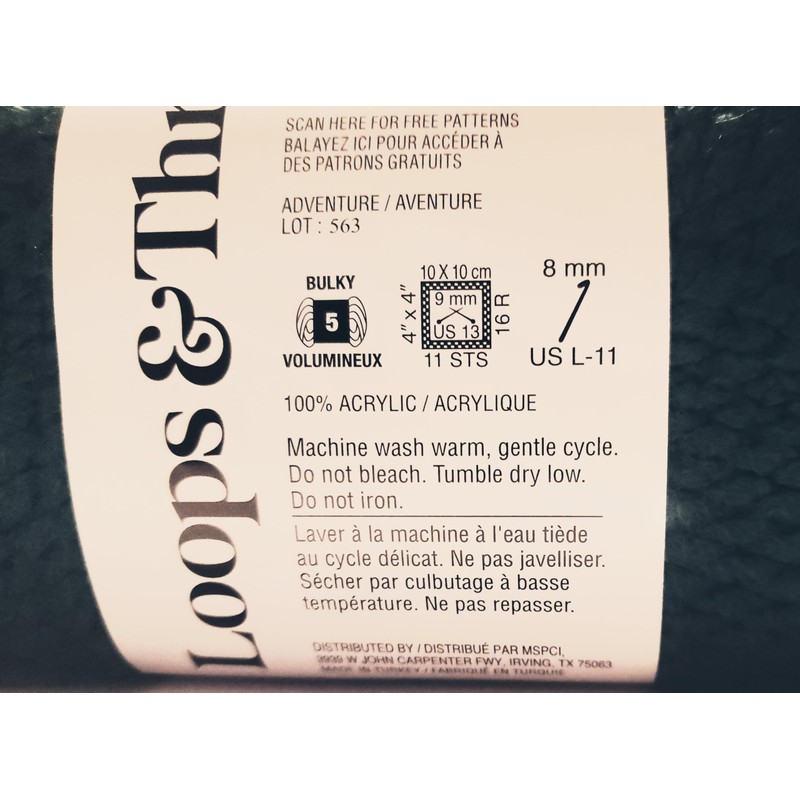 Loops & Thr
SCAN HERE FOR FREE PATTERNS
BALAYEZ ICI POUR ACCÉDER À
DES PATRONS GRATUITS
ADVENTURE / AVENTURE
LOT : 563
BULKY
5
VOLUMINEUX
10 X 10 cm
4" x 4"
9 mm
US 13
16 R
11 STS
8 mm
US L-11
100% ACRYLIC / ACRYLIQUE
Machine wash warm, gentle cycle.
Do not bleach. Tumble dry low.
Do not iron.
Laver à la machine à l'eau tiède
au cycle délicat. Ne pas javelliser.
Sécher par culbutage à basse
température. Ne pas repasser.
DISTRIBUTED BY / DISTRIBUÉ PAR MSPCI,
3939 W JOHN CARPENTER FWY, IRVING, TX 75063
MADE IN TURKEY / FABRIQUÉ EN TURQUIE